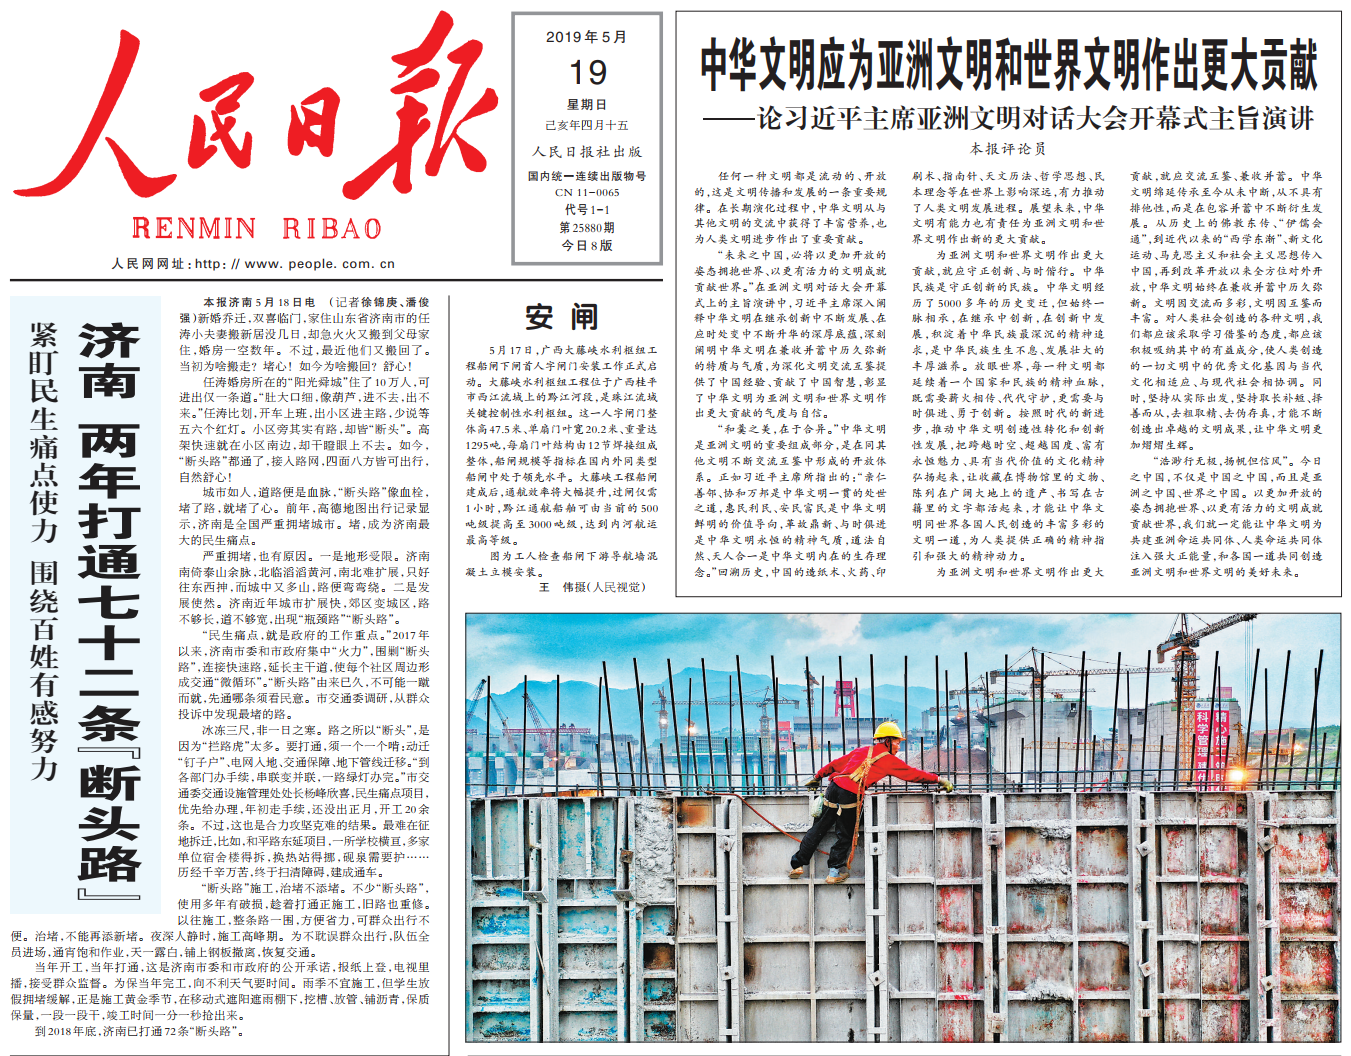 人民日报
RENMIN RIBAO
人民网网址:http://www.people.com.cn
2019年5月
19
星期日
己亥年四月十五
人民日报社出版
国内统一连续出版物号
CN 11-0065
代号1-1
第25880期
今日8版
中华文明应为亚洲文明和世界文明作出更大贡献
——论习近平主席亚洲文明对话大会开幕式主旨演讲
本报评论员
任何一种文明都是流动的、开放
的,这是文明传播和发展的一条重要规
律。在长期演化过程中,中华文明从与
其他文明的交流中获得了丰富营养,也
为人类文明进步作出了重要贡献。
“未来之中国,必将以更加开放的
姿态拥抱世界、以更有活力的文明成就
贡献世界。”在亚洲文明对话大会开幕
式上的主旨演讲中,习近平主席深入阐
释中华文明在继承创新中不断发展、在
应时处变中不断升华的深厚底蕴,深刻
阐明中华文明在兼收并蓄中历久弥新
的特质与气质,为深化文明交流互鉴提
供了中国经验、贡献了中国智慧,彰显
了中华文明为亚洲文明和世界文明作
出更大贡献的气度与自信。
“和羹之美,在于合异。”中华文明
是亚洲文明的重要组成部分,是在同其
他文明不断交流互鉴中形成的开放体
系。正如习近平主席所指出的:“亲仁
善邻、协和万邦是中华文明一贯的处世
之道,惠民利民、安民富民是中华文明
鲜明的价值导向,革故鼎新、与时俱进
是中华文明永恒的精神气质,道法自
然、天人合一是中华文明内在的生存理
念。”回溯历史,中国的造纸术、火药、印
刷术、指南针、天文历法、哲学思想、民
本理念等在世界上影响深远,有力推动
了人类文明发展进程。展望未来,中华
文明有能力也有责任为亚洲文明和世
界文明作出新的更大贡献。
为亚洲文明和世界文明作出更大
贡献,就应守正创新、与时偕行。中华
民族是守正创新的民族。中华文明经
历了5000多年的历史变迁,但始终一
脉相承,在继承中创新,在创新中发
展,积淀着中华民族最深沉的精神追
求,是中华民族生生不息、发展壮大的
丰厚滋养。放眼世界,每一种文明都
延续着一个国家和民族的精神血脉,
既需要薪火相传、代代守护,更需要与
时俱进、勇于创新。按照时代的新进
步,推动中华文明创造性转化和创新
性发展,把跨越时空、超越国度、富有
永恒魅力、具有当代价值的文化精神
弘扬起来,让收藏在博物馆里的文物、
陈列在广阔大地上的遗产、书写在古
籍里的文字都活起来,才能让中华文
明同世界各国人民创造的丰富多彩的
文明一道,为人类提供正确的精神指
引和强大的精神动力。
为亚洲文明和世界文明作出更大
贡献,就应交流互鉴、兼收并蓄。中华
文明绵延传承至今从未中断,从不具有
排他性,而是在包容并蓄中不断衍生发
展。从历史上的佛教东传、“伊儒会
通”,到近代以来的“西学东渐”、新文化
运动、马克思主义和社会主义思想传入
中国,再到改革开放以来全方位对外开
放,中华文明始终在兼收并蓄中历久弥
新。文明因交流而多彩,文明因互鉴而
丰富。对人类社会创造的各种文明,我
们都应该采取学习借鉴的态度,都应该
积极吸纳其中的有益成分,使人类创造
的一切文明中的优秀文化基因与当代
文化相适应、与现代社会相协调。同
时,坚持从实际出发,坚持取长补短、择
善而从,去粗取精、去伪存真,才能不断
创造出卓越的文明成果,让中华文明更
加熠熠生辉。
“浩渺行无极,扬帆但信风”。今日
之中国,不仅是中国之中国,而且是亚
洲之中国、世界之中国。以更加开放的
姿态拥抱世界、以更有活力的文明成就
贡献世界,我们就一定能让中华文明为
共建亚洲命运共同体、人类命运共同体
注入强大正能量,和各国一道共同创造
亚洲文明和世界文明的美好未来。
济南 两年打通七十二条『断头路』
紧盯民生痛点使力 围绕百姓有感努力
本报济南5月18日电 (记者徐锦庚、潘俊
强)新婚乔迁,双喜临门,家住山东省济南市的任
涛小夫妻搬新居没几日,却急火火又搬到父母家
住,婚房一空数年。不过,最近他们又搬回了。
当初为啥搬走?堵心!如今为啥搬回?舒心!
任涛婚房所在的“阳光舜城”住了10万人,可
进出仅一条道。“肚大口细,像葫芦,进不去,出不
来。”任涛比划,开车上班,出小区进主路,少说等
五六个红灯。小区旁其实有路,却皆“断头”。高
架快速就在小区南边,却干瞪眼上不去。如今,
“断头路”都通了,接入路网,四面八方皆可出行,
自然舒心!
城市如人,道路便是血脉,“断头路”像血栓,
堵了路,就堵了心。前年,高德地图出行记录显
示,济南是全国严重拥堵城市。堵,成为济南最
大的民生痛点。
严重拥堵,也有原因。一是地形受限。济南
南倚泰山余脉,北临滔滔黄河,南北难扩展,只好
往东西抻,而城中又多山,路便弯弯绕。二是发
展使然。济南近年城市扩展快,郊区变城区,路
不够长,道不够宽,出现“瓶颈路”“断头路”。
“民生痛点,就是政府的工作重点。”2017年
以来,济南市委和市政府集中“火力”,围剿“断头
路”,连接快速路,延长主干道,使每个社区周边形
成交通“微循环”。“断头路”由来已久,不可能一蹴
而就,先通哪条须看民意。市交通委调研,从群众
投诉中发现最堵的路。
冰冻三尺,非一日之寒。路之所以“断头”,是
因为“拦路虎”太多。要打通,须一个一个啃;动迁
“钉子户”、电网入地、交通保障、地下管线迁移。“到
各部门办手续,串联变并联,一路绿灯办完。”市交
通委交通设施管理处处长杨峰欣喜,民生痛点项目,
优先给办理,年初走手续,还没出正月,开工20余
条。不过,这也是合力攻坚克难的结果。最难在征
地拆迁,比如,和平路东延项目,一所学校横亘,多家
单位宿舍楼得拆,换热站得挪,砚泉需要护……
历经千辛万苦,终于扫清障碍,建成通车。
“断头路”施工,治堵不添堵。不少“断头路”,
使用多年有破损,趁着打通正施工,旧路也重修。
以往施工,整条路一围,方便省力,可群众出行不
便。治堵,不能再添新堵。夜深人静时,施工高峰期。为不耽误群众出行,队伍全
员进场,通宵饱和作业,天一露白,铺上钢板撤离,恢复交通。
当年开工,当年打通,这是济南市委和市政府的公开承诺,报纸上登,电视里
播,接受群众监督。为保当年完工,向不利天气要时间。雨季不宜施工,但学生放
假拥堵缓解,正是施工黄金季节,在移动式遮阳遮雨棚下,挖槽、放管、铺沥青,保质
保量,一段一段干,竣工时间一分一秒抢出来。
到2018年底,济南已打通72条“断头路”。
安闸
5月17日,广西大藤峡水利枢纽工
程船闸下闸首人字闸门安装工作正式启
动。大藤峡水利枢纽工程位于广西桂平
市西江流域上的黔江河段,是珠江流域
关键控制性水利枢纽。这一人字闸门整
体高47.5米、单扇门叶宽20.2米、重量达
1295吨,每扇门叶结构由12节焊接组成
整体,船闸规模等指标在国内外同类型
船闸中处于领先水平。大藤峡工程船闸
建成后,通航效率将大幅提升,过闸仅需
1小时,黔江通航船舶可由当前的500
吨级提高至3000吨级,达到内河航运
最高等级。
图为工人检查船闸下游导航墙混
凝土立模安装。
王 伟摄(人民视觉)
科学管理
精心施工